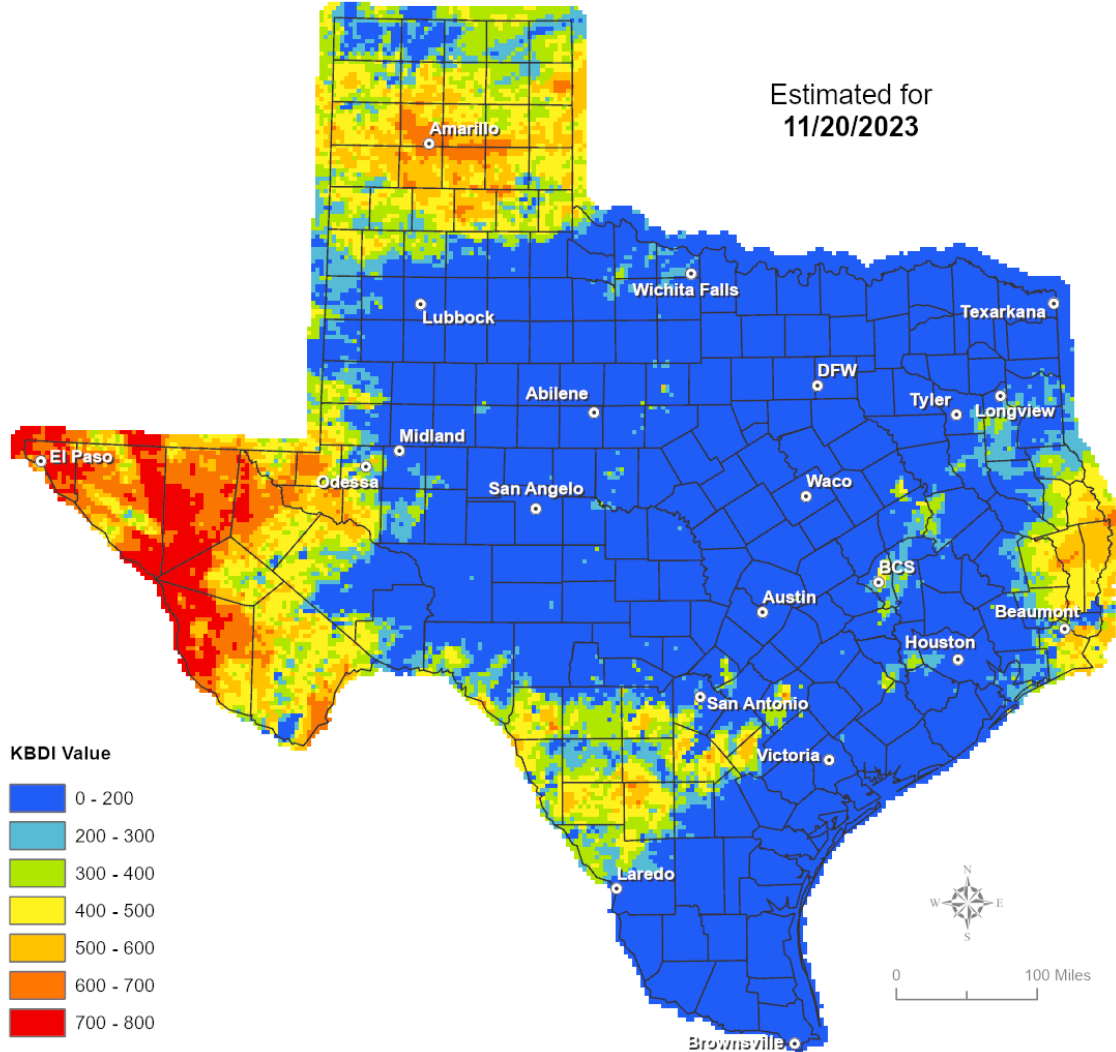 Estimated for
11/20/2023
Amarillo
Wichita Falls
Lubbock
Texarkana
DFW
Abilene
Tyler
Longview
Midland
El Paso
Odessa
San Angelo
Waco
BCS
Austin
Beaumont
Houston
San Antonio
Victoria
Laredo
Brownsville
KBDI Value
0 - 200
200 - 300
300 - 400
400 - 500
500 - 600
600 - 700
700 - 800
N
W E
S
0 100 Miles